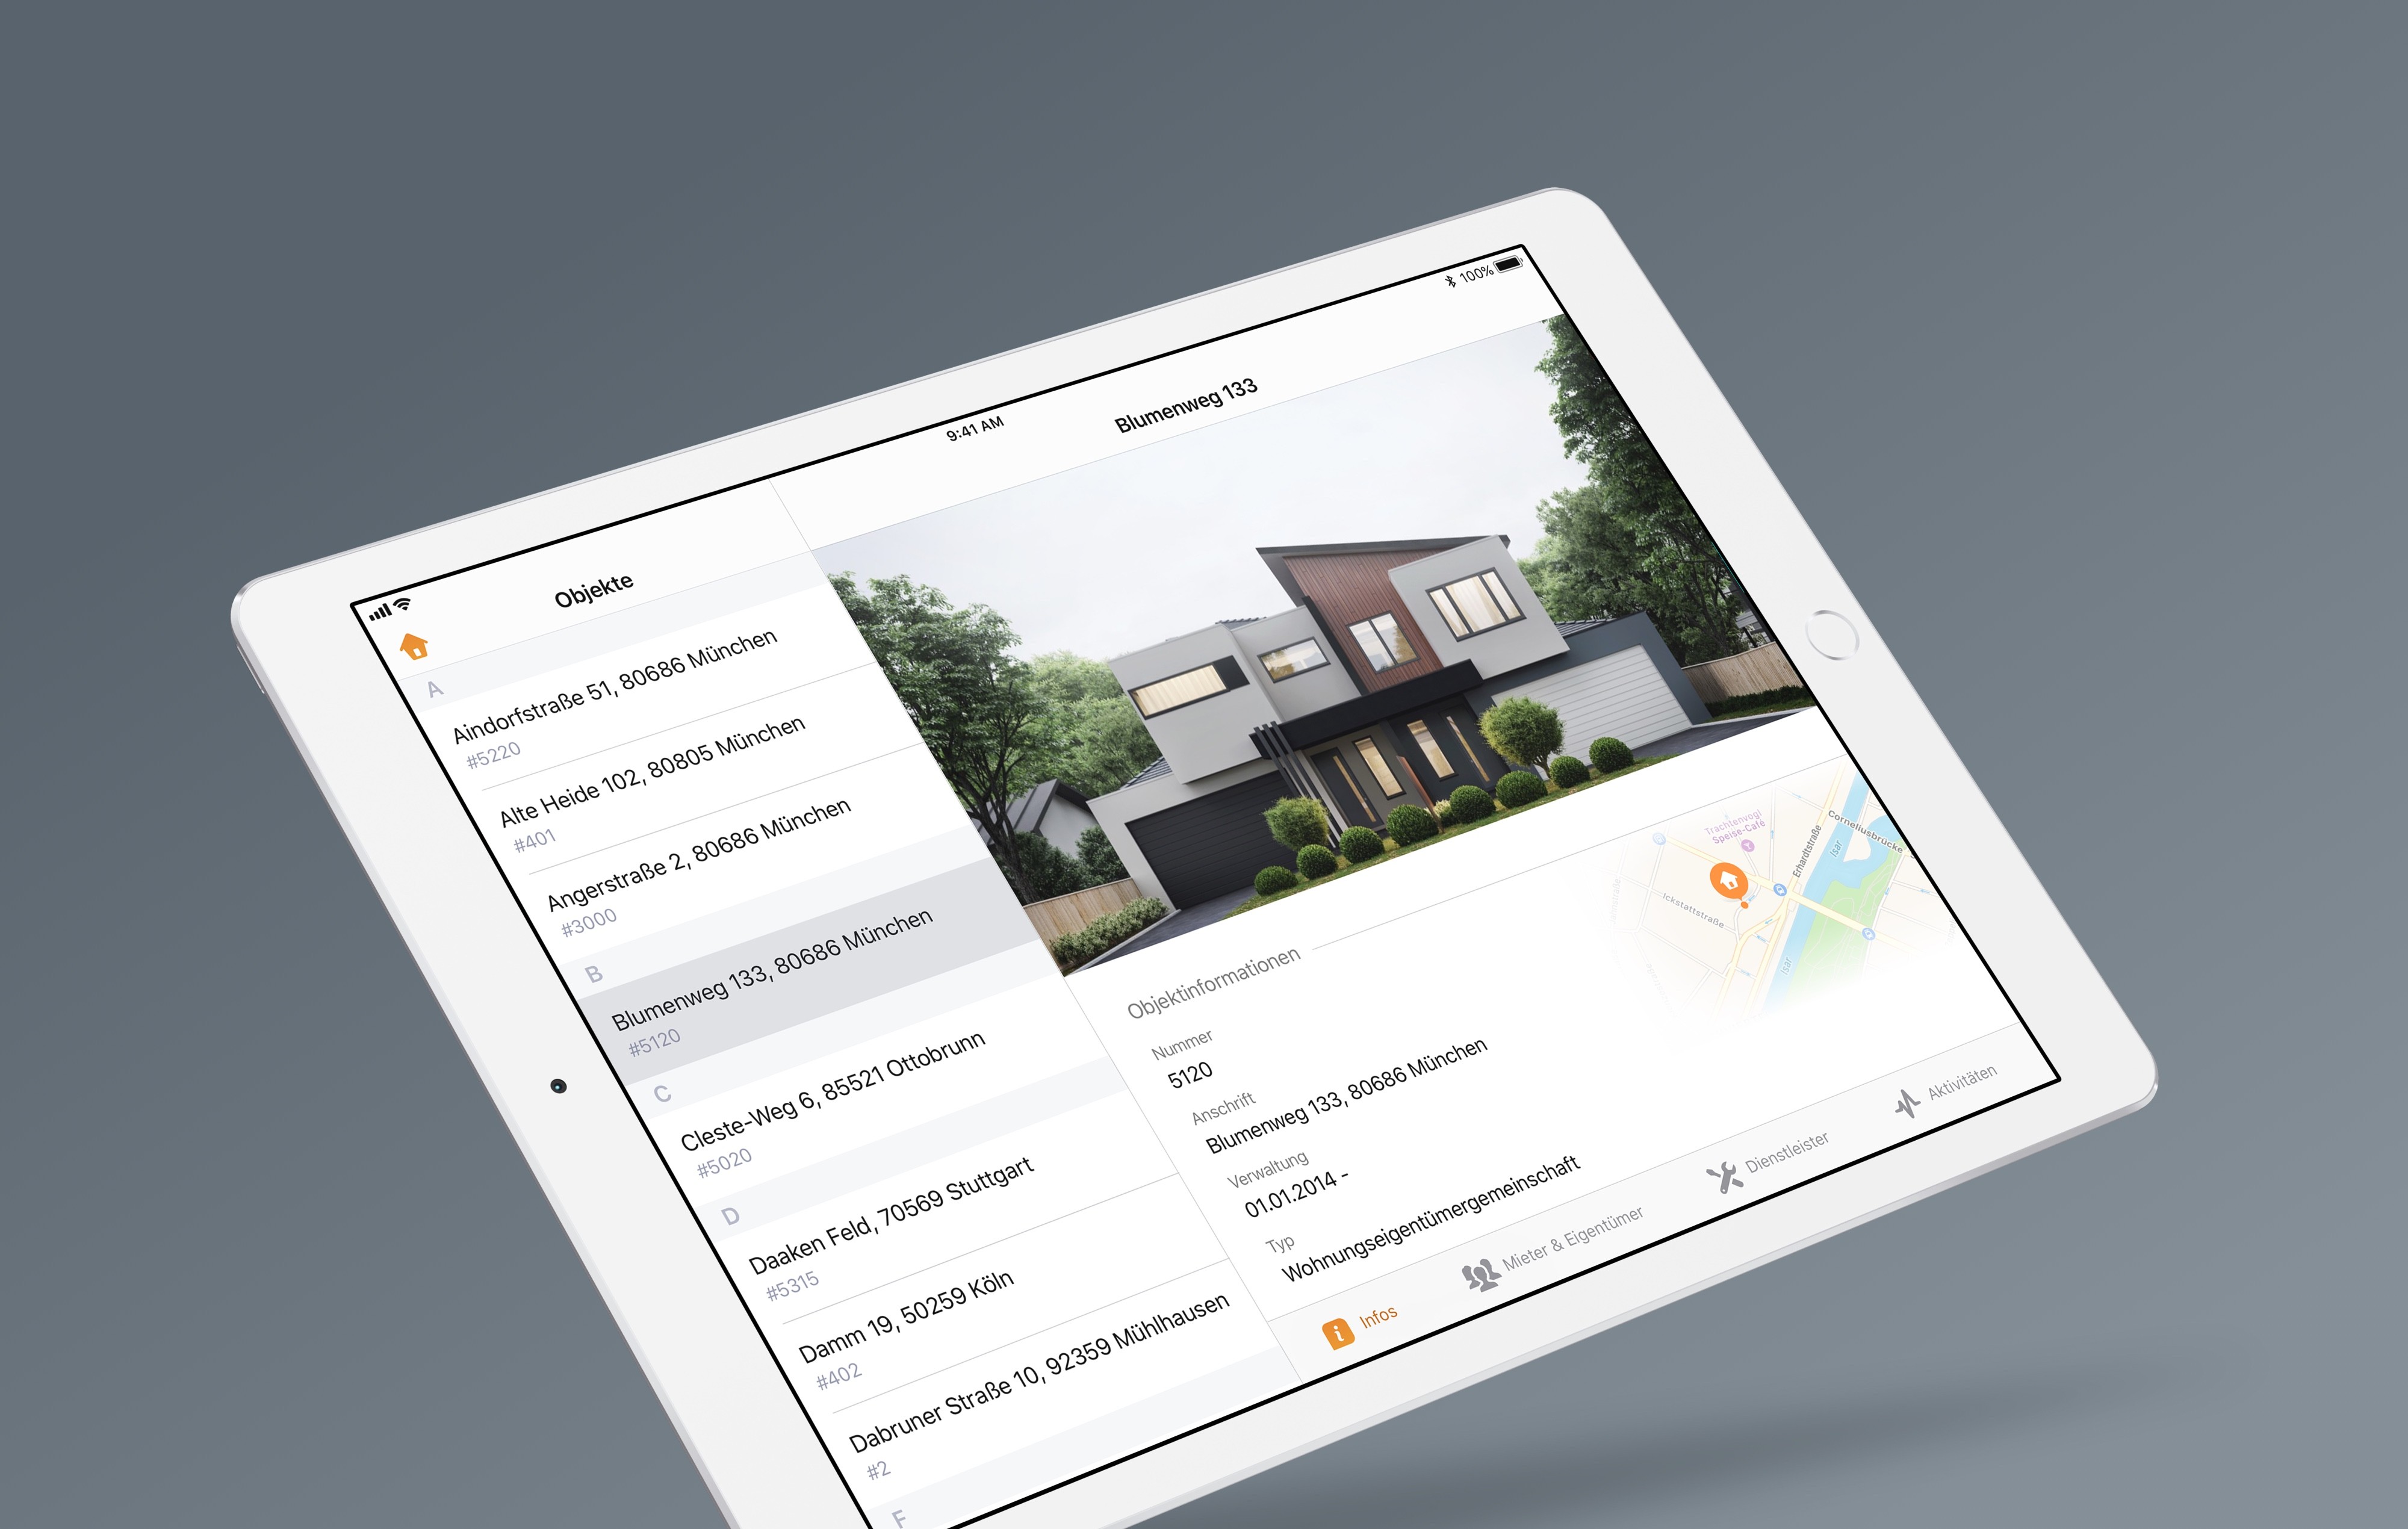 9:41 AM
100%
Objekte
A
Aindorfstraße 51, 80686 München
#5220
Alte Heide 102, 80805 München
#401
Angerstraße 2, 80686 München
#3000
B
Blumenweg 133, 80686 München
#5120
C
Cleste-Weg 6, 85521 Ottobrunn
#5020
D
Daaken Feld, 70569 Stuttgart
#5315
Damm 19, 50259 Köln
#402
Dabruner Straße 10, 92359 Mühlhausen
#2
F
Blumenweg 133
Objektinformationen
Nummer
5120
Anschrift
Blumenweg 133, 80686 München
Verwaltung
01.01.2014 -
Typ
Wohnungseigentümergemeinschaft
Trachtenvogl
Speise-Café
Ickstattstraße
Erhardtstraße
Isar
Corneliusbrücke
Isar
Infos
Mieter & Eigentümer
Dienstleister
Aktivitäten